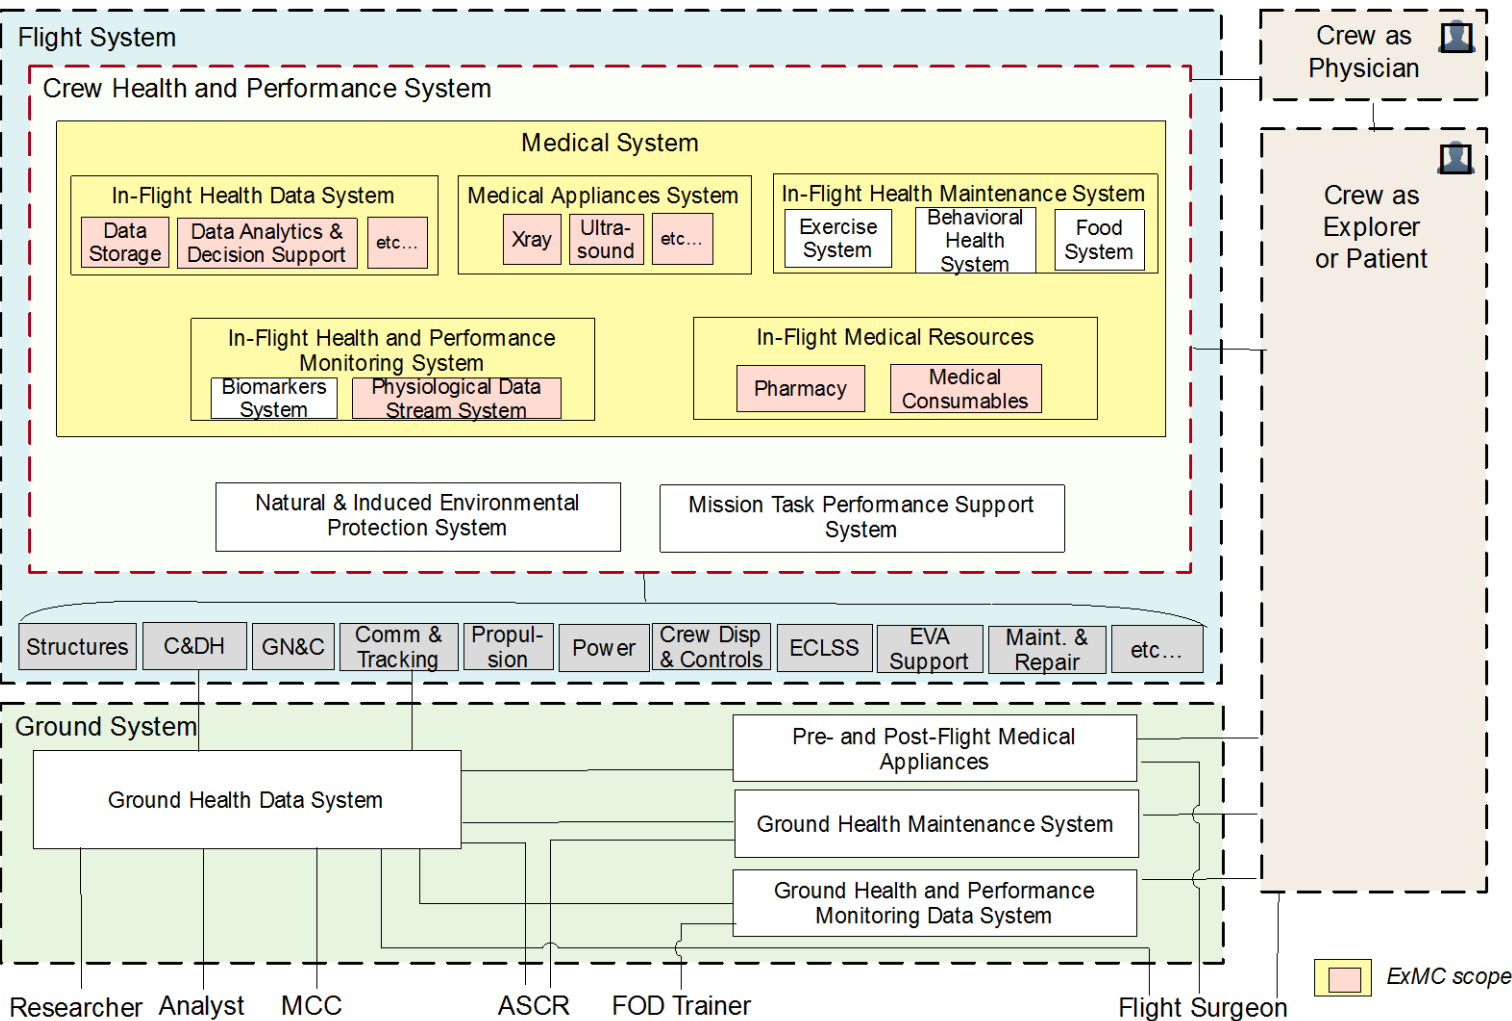 Flight System
Crew Health and Performance System
Medical System
In-Flight Health Data System
Data
Storage
Data Analytics &
Decision Support
etc...
Medical Appliances System
Xray
Ultra-
sound
etc...
In-Flight Health Maintenance System
Exercise
System
Behavioral
Health
System
Food
System
In-Flight Health and Performance
Monitoring System
Biomarkers
System
Physiological Data
Stream System
In-Flight Medical Resources
Pharmacy
Medical
Consumables
Natural & Induced Environmental
Protection System
Mission Task Performance Support
System
Structures
C&DH
GN&C
Comm &
Tracking
Propul-
sion
Power
Crew Disp
& Controls
ECLSS
EVA
Support
Maint. &
Repair
etc...
Crew as
Physician
Crew as
Explorer
or Patient
Ground System
Ground Health Data System
Pre- and Post-Flight Medical
Appliances
Ground Health Maintenance System
Ground Health and Performance
Monitoring Data System
Researcher
Analyst
MCC
ASCR
FOD Trainer
Flight Surgeon
ExMC scope